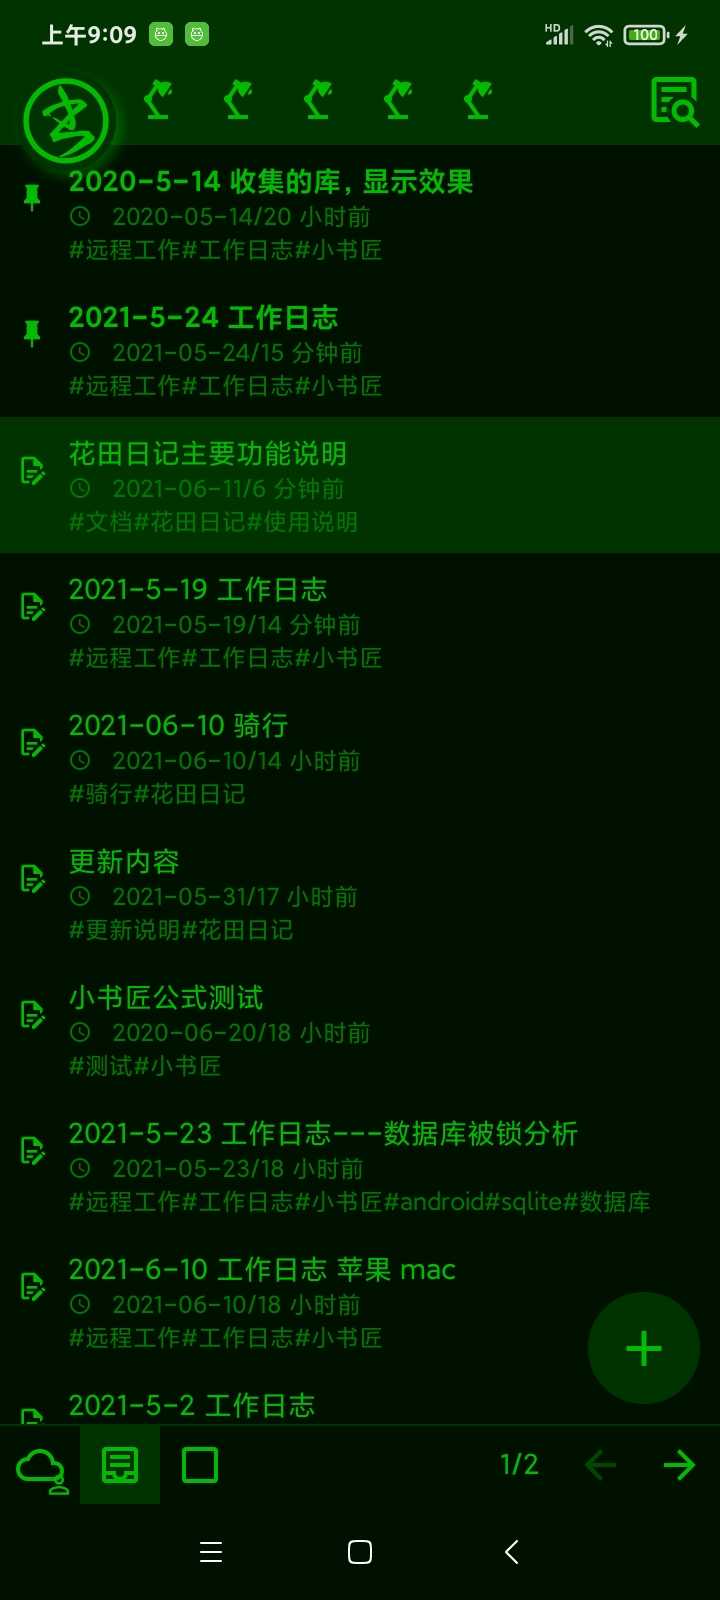 上午9:09
HD
100
2020-5-14 收集的库，显示效果
2020-05-14/20 小时前
#远程工作#工作日志#小书匠
2021-5-24 工作日志
2021-05-24/15 分钟前
#远程工作#工作日志#小书匠
花田日记主要功能说明
2021-06-11/6 分钟前
#文档#花田日记#使用说明
2021-5-19 工作日志
2021-05-19/14 分钟前
#远程工作#工作日志#小书匠
2021-06-10 骑行
2021-06-10/14 小时前
#骑行#花田日记
更新内容
2021-05-31/17 小时前
#更新说明#花田日记
小书匠公式测试
2020-06-20/18 小时前
#测试#小书匠
2021-5-23 工作日志---数据库被锁分析
2021-05-23/18 小时前
#远程工作#工作日志#小书匠#android#sqlite#数据库
2021-6-10 工作日志 苹果 mac
2021-06-10/18 小时前
#远程工作#工作日志#小书匠
2021-5-2 工作日志
1/2